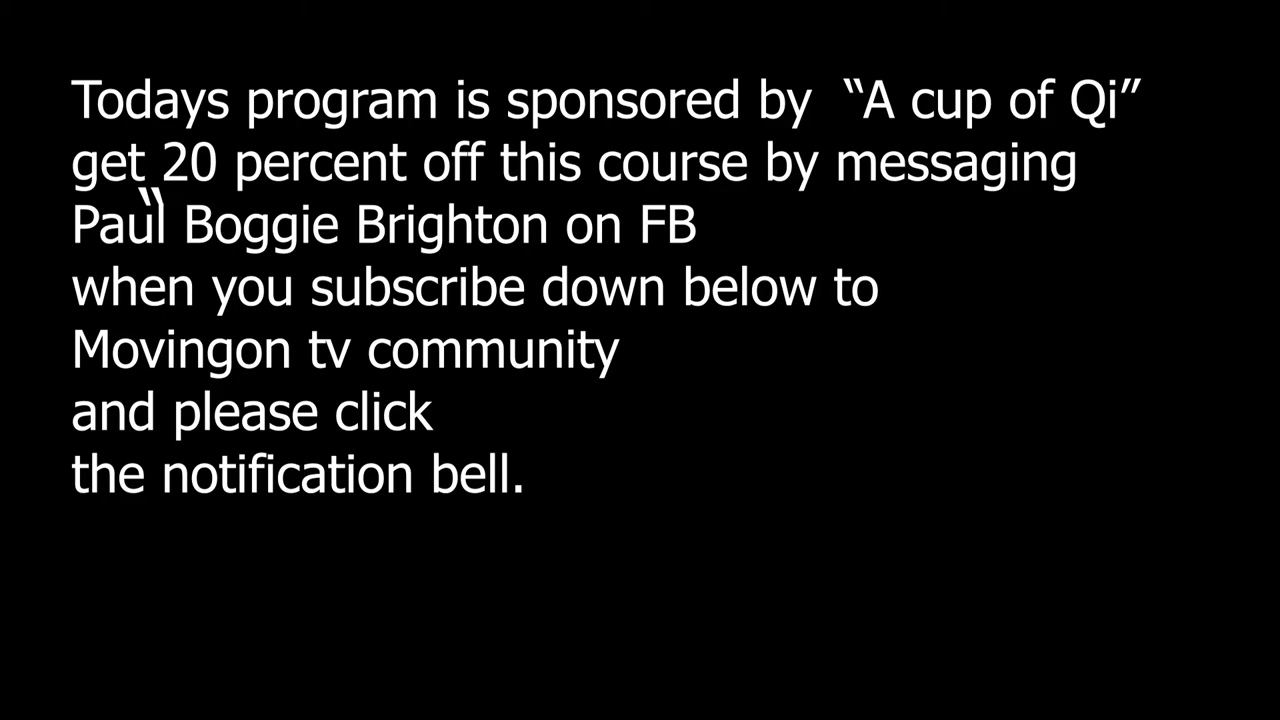 Todays program is sponsored by “A cup of Qi”
get 20 percent off this course by messaging
“
Paul Boggie Brighton on FB
when you subscribe down below to
Movingon tv community
and please click
the notification bell.